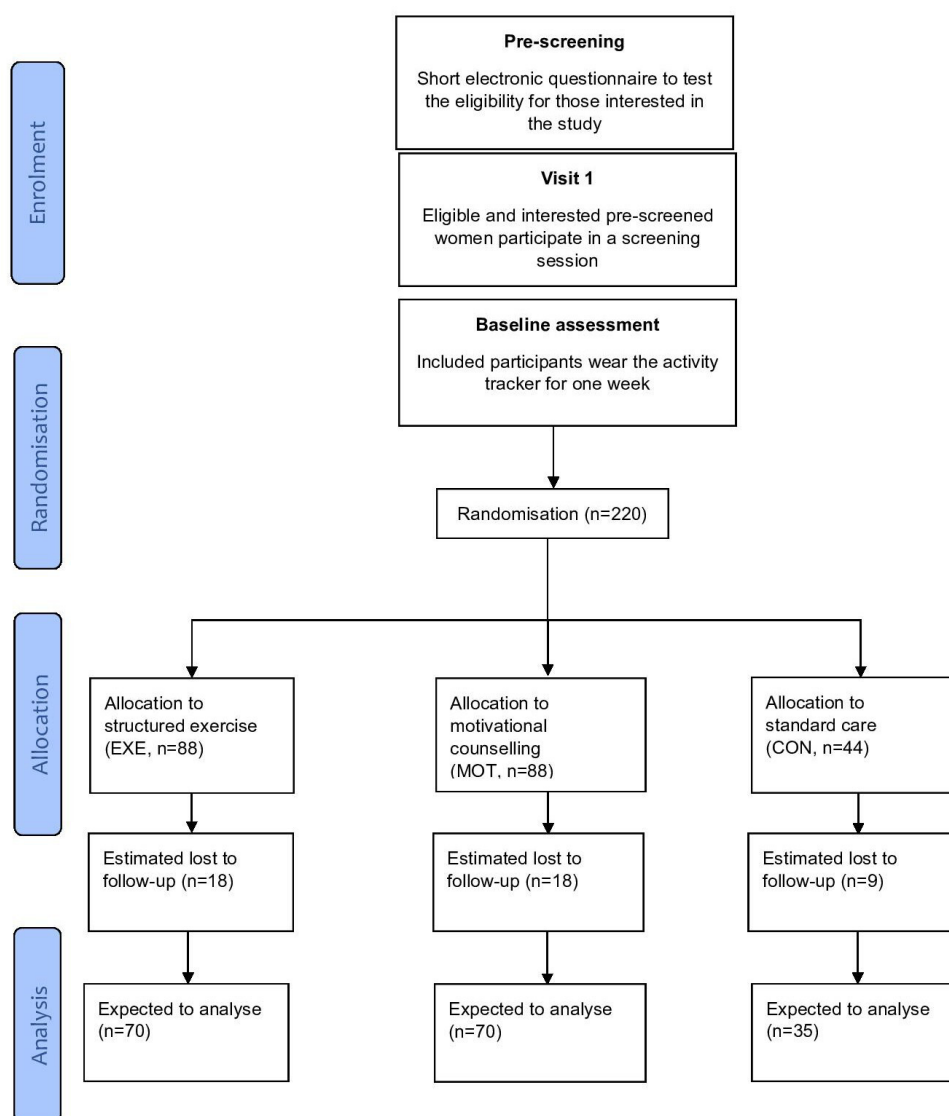 Pre-screening
Short electronic questionnaire to test
the eligibility for those interested in
the study
Enrolment
Visit 1
Eligible and interested pre-screened
women participate in a screening
session
Baseline assessment
Included participants wear the activity
tracker for one week
Randomisation
Randomisation (n=220)
Allocation
Allocation to
structured exercise
(EXE, n=88)
Allocation to
motivational
counselling
(MOT, n=88)
Allocation to
standard care
(CON, n=44)
Estimated lost to
follow-up (n=18)
Estimated lost to
follow-up (n=18)
Estimated lost to
follow-up (n=9)
Analysis
Expected to analyse
(n=70)
Expected to analyse
(n=70)
Expected to analyse
(n=35)